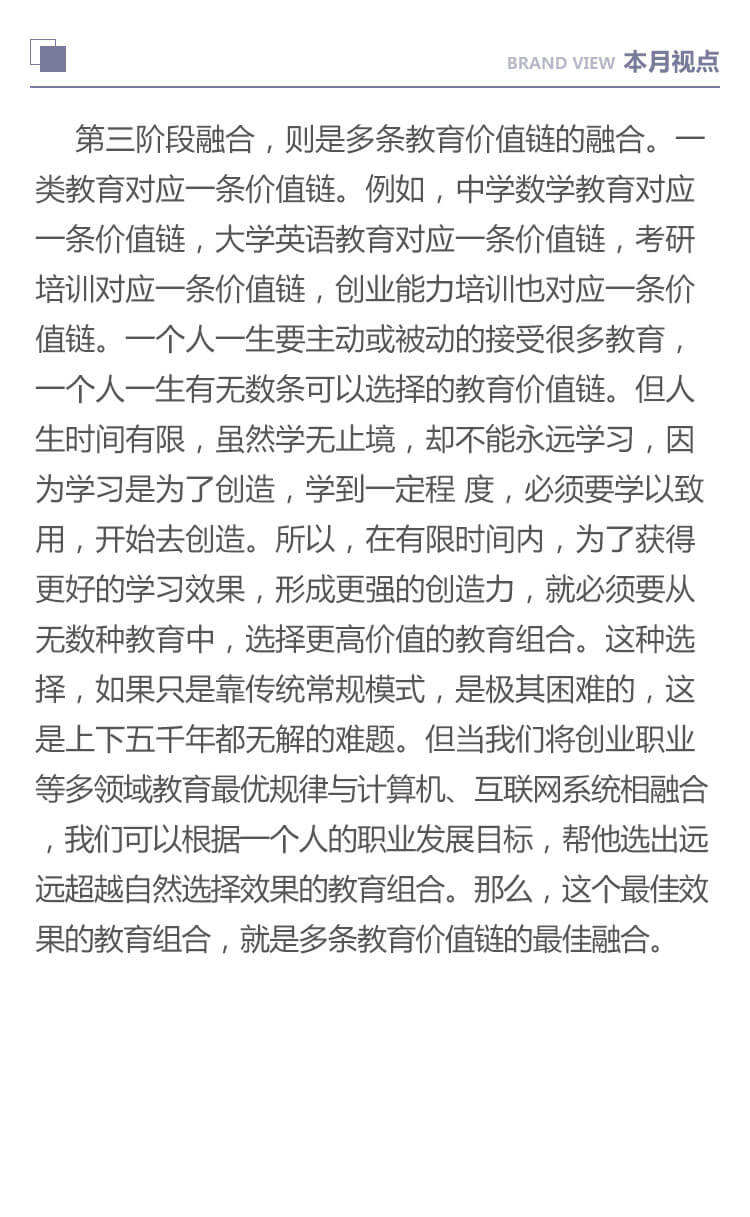 BRAND VIEW 本月视点
第三阶段融合，则是多条教育价值链的融合。一
类教育对应一条价值链。例如，中学数学教育对应
一条价值链，大学英语教育对应一条价值链，考研
培训对应一条价值链，创业能力培训也对应一条价
值链。一个人一生要主动或被动的接受很多教育，
一个人一生有无数条可以选择的教育价值链。但人
生时间有限，虽然学无止境，却不能永远学习，因
为学习是为了创造，学到一定程 度，必须要学以致
用，开始去创造。所以，在有限时间内，为了获得
更好的学习效果，形成更强的创造力，就必须要从
无数种教育中，选择更高价值的教育组合。这种选
择，如果只是靠传统常规模式，是极其困难的，这
是上下五千年都无解的难题。但当我们将创业职业
等多领域教育最优规律与计算机、互联网系统相融合
，我们可以根据一个人的职业发展目标，帮他选出远
远超越自然选择效果的教育组合。那么，这个最佳效
果的教育组合，就是多条教育价值链的最佳融合。